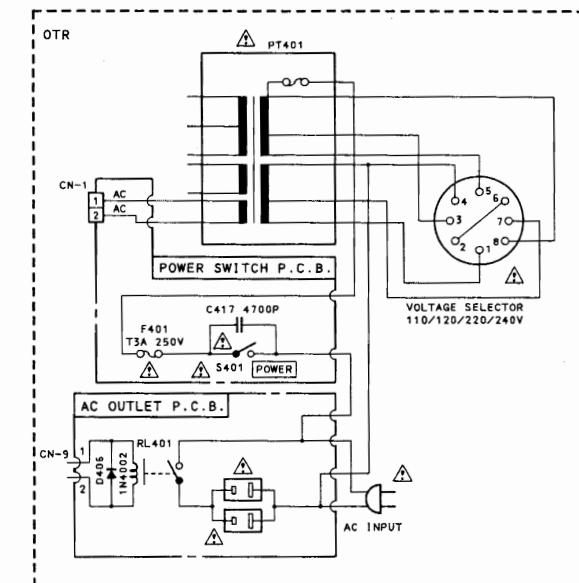 OTR
PT401
CN-1
1 AC
2 AC
4 5 6
3 7
2 1 8
POWER SWITCH P.C.B.
VOLTAGE SELECTOR
110/120/220/240V
C417 4700P
F401
T3A 250V
S401 POWER
AC OUTLET P.C.B.
RL401
CN-9 1
2
D406
1N4002
AC INPUT